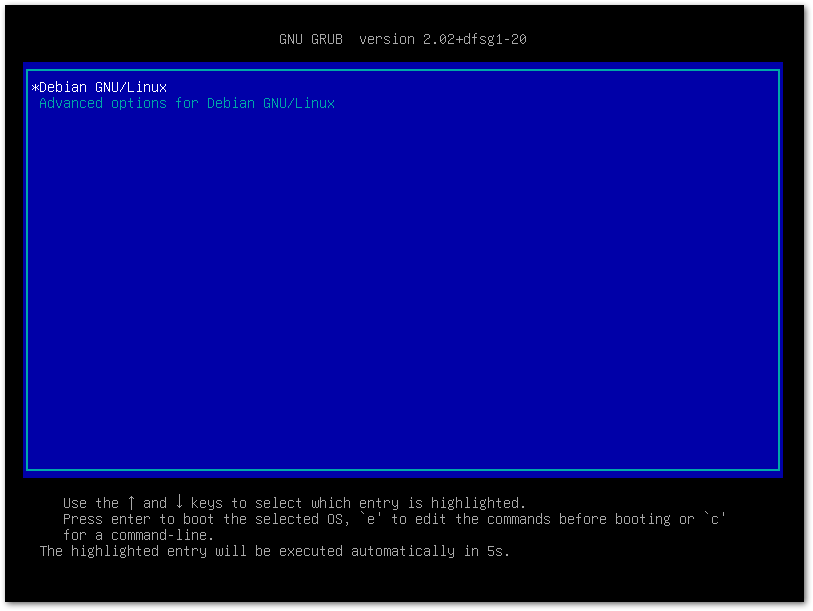 GNU GRUB  version 2.02+dfsg1-20
*Debian GNU/Linux
Advanced options for Debian GNU/Linux
Use the ↑ and ↓ keys to select which entry is highlighted.
Press enter to boot the selected OS, `e' to edit the commands before booting or `c'
for a command-line.
The highlighted entry will be executed automatically in 5s.